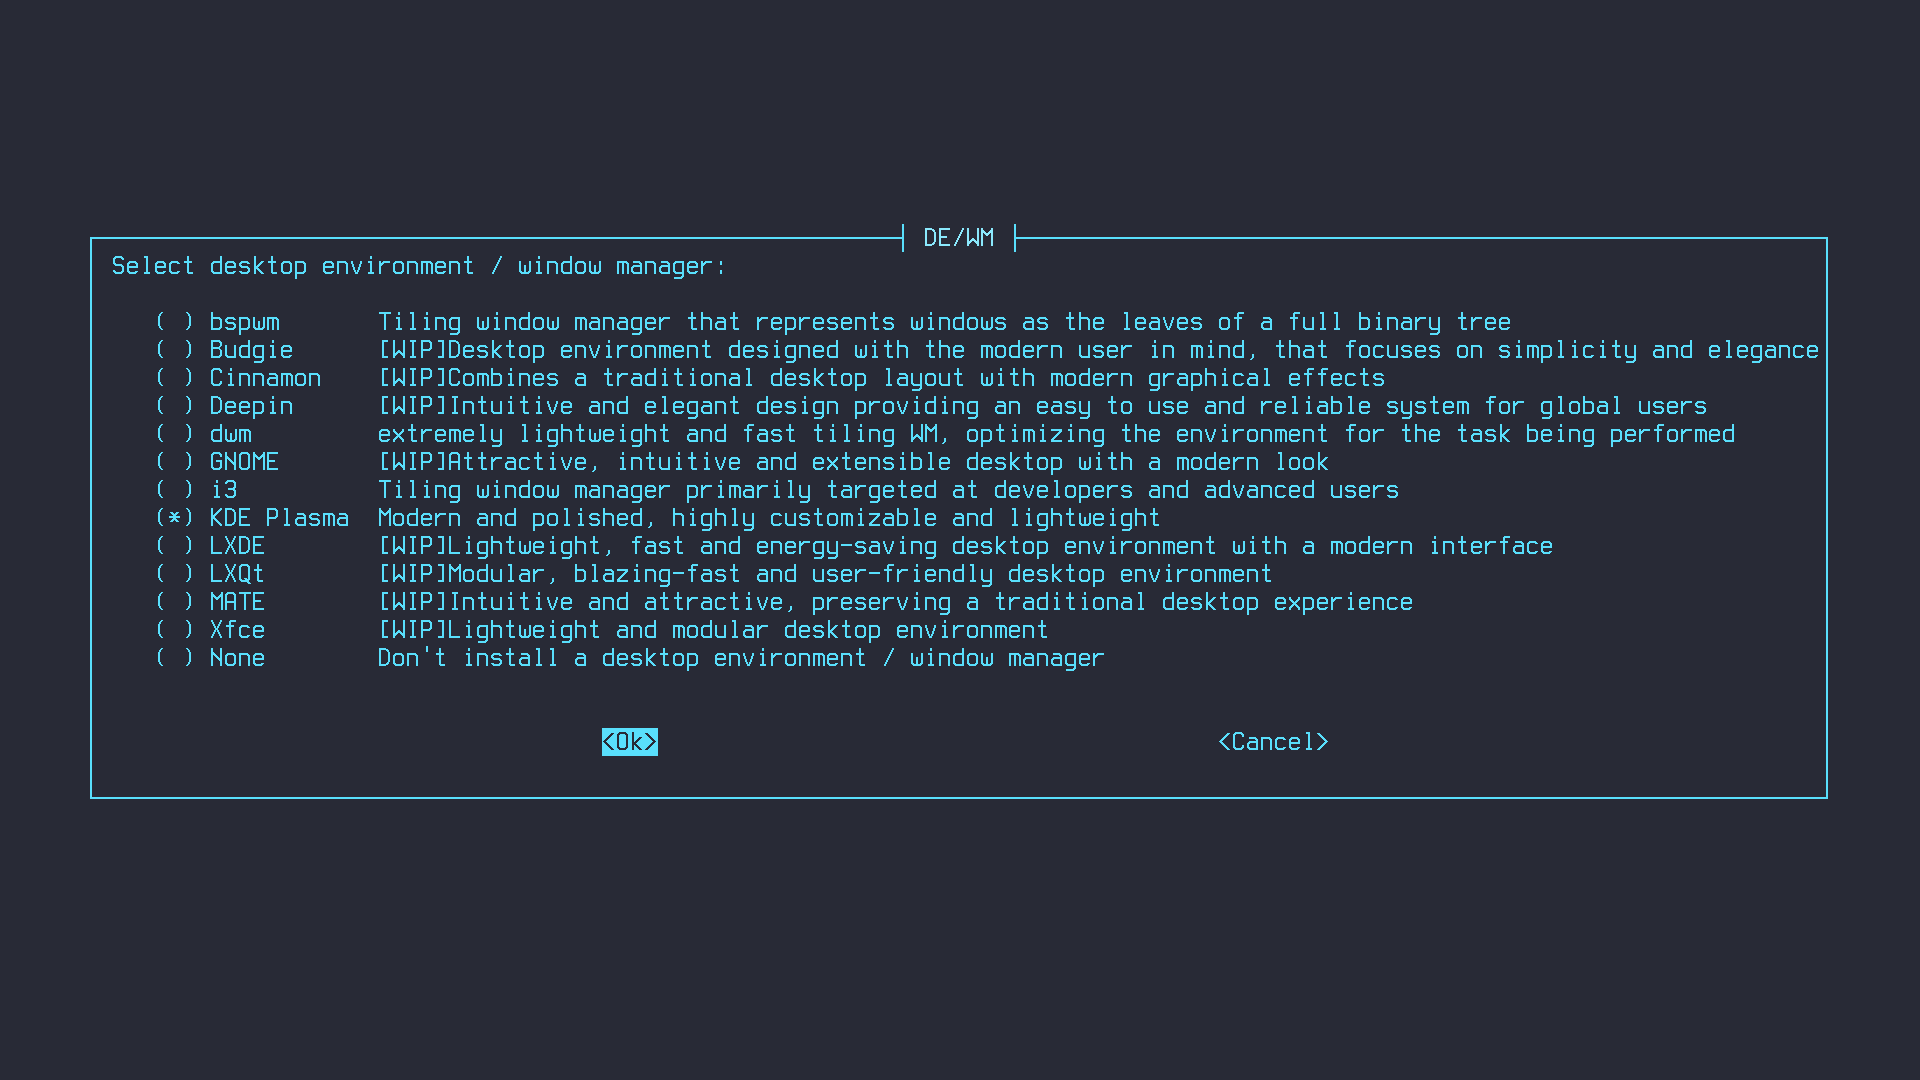 DE/WM
Select desktop environment / window manager:
( ) bspwm Tiling window manager that represents windows as the leaves of a full binary tree
( ) Budgie [WIP]Desktop environment designed with the modern user in mind, that focuses on simplicity and elegance
( ) Cinnamon [WIP]Combines a traditional desktop layout with modern graphical effects
( ) Deepin [WIP]Intuitive and elegant design providing an easy to use and reliable system for global users
( ) dwm extremely lightweight and fast tiling WM, optimizing the environment for the task being performed
( ) GNOME [WIP]Attractive, intuitive and extensible desktop with a modern look
( ) i3 Tiling window manager primarily targeted at developers and advanced users
(*) KDE Plasma Modern and polished, highly customizable and lightweight
( ) LXDE [WIP]Lightweight, fast and energy-saving desktop environment with a modern interface
( ) LXQt [WIP]Modular, blazing-fast and user-friendly desktop environment
( ) MATE [WIP]Intuitive and attractive, preserving a traditional desktop experience
( ) Xfce [WIP]Lightweight and modular desktop environment
( ) None Don't install a desktop environment / window manager
<Ok> <Cancel>